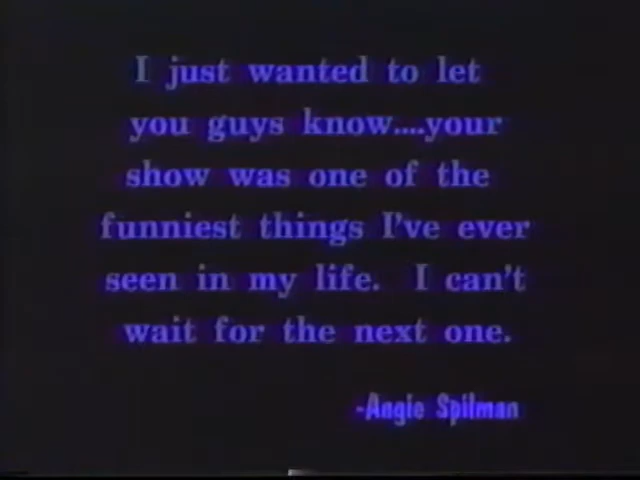 I just wanted to let
you guys know....your
show was one of the
funniest things I've ever
seen in my life. I can't
wait for the next one.
-Angie Spilman